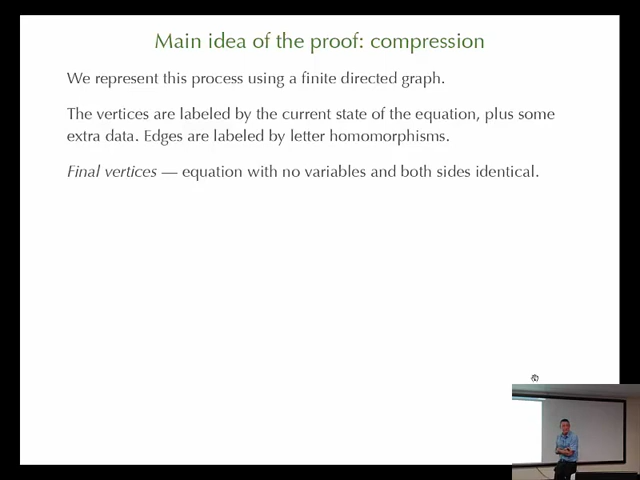 Main idea of the proof: compression
We represent this process using a finite directed graph.
The vertices are labeled by the current state of the equation, plus some
extra data. Edges are labeled by letter homomorphisms.
Final vertices — equation with no variables and both sides identical.